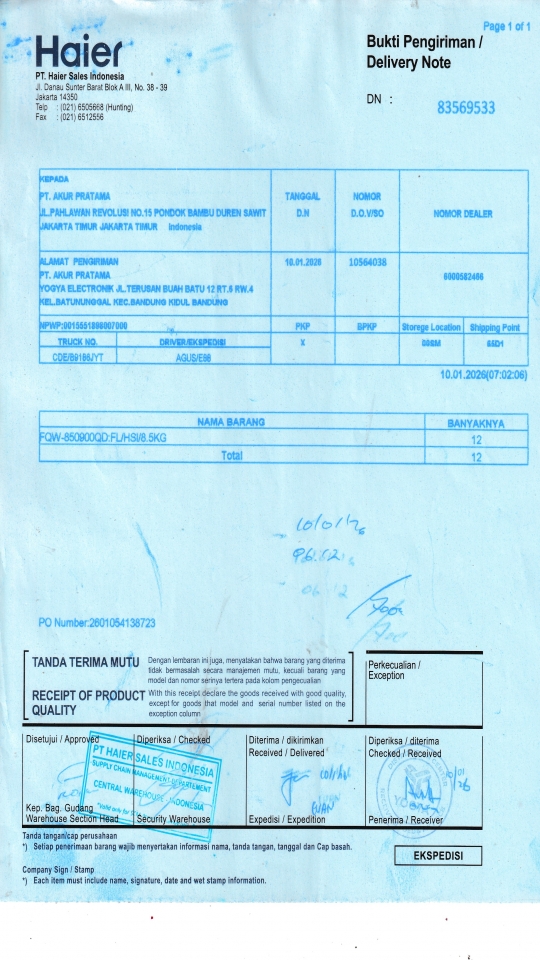 Page 1 of 1
Haier
Bukti Pengiriman /
Delivery Note
PT. Haier Sales Indonesia
Jl. Danau Sunter Barat Blok A III, No. 38 - 39
Jakarta 14350
Telp : (021) 6505668 (Hunting)
Fax : (021) 6512556
DN : 83569533
KEPADA
PT. AKUR PRATAMA
JL.PAHLAWAN REVOLUSI NO.15 PONDOK BAMBU DUREN SAWIT
JAKARTA TIMUR JAKARTA TIMUR Indonesia
TANGGAL
D.N
NOMOR
D.O.V/SO
NOMOR DEALER
ALAMAT PENGIRIMAN
PT. AKUR PRATAMA
YOGYA ELECTRONIK JL.TERUSAN BUAH BATU 12 RT.6 RW.4
KEL.BATUNUNGGAL KEC.BANDUNG KIDUL BANDUNG
10.01.2026
10564038
NPWP:0015551898007000
PKP
BPKP
Storege Location
Shipping Point
TRUCK NO.
DRIVER/EKSPEDISI
X
CDE/B9186JYT
10.01.2026(07:02:06)
NAMA BARANG
BANYAKNYA
FQW-850900QD:FL/HSI/8.5KG
12
Total
12
10/01/26
PO Number:2601054138723
TANDA TERIMA MUTU
Dengan lembaran ini juga, menyatakan bahwa barang yang diterima
tidak bermasalah secara manajemen mutu, kecuali barang yang
model dan nomor serinya tertera pada kolom pengecualian
RECEIPT OF PRODUCT
QUALITY
With this receipt declare the goods received with good quality,
except for goods that model and serial number listed on the
exception column
Perkecualian /
Exception
Disetujui / Approved
Diperiksa / Checked
Diterima / dikirimkan
Received / Delivered
Diperiksa / diterima
Checked / Received
PT HAIER SALES INDONESIA
SUPPLY CHAIN MANAGEMENT DEPARTEMENT
CENTRAL WAREHOUSE - INDONESIA
10/01
/26
Kep. Bag. Gudang
Warehouse Section Head
Security Warehouse
Expedisi / Expedition
Penerima / Receiver
Tanda tangan/cap perusahaan
*) Setiap penerimaan barang wajib menyertakan informasi nama, tanda tangan, tanggal dan Cap basah.
EKSPEDISI
Company Sign / Stamp
*) Each item must include name, signature, date and wet stamp information.